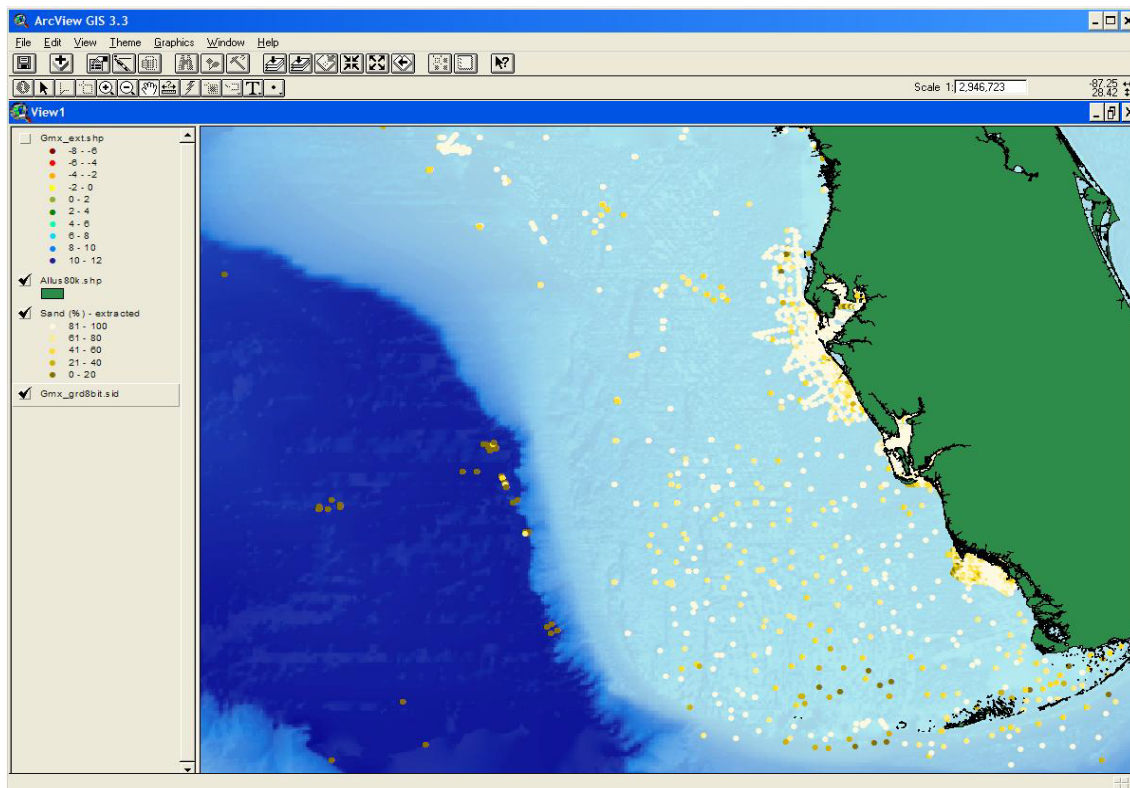 ArcView GIS 3.3
File Edit View Theme Graphics Window Help
Scale 1: 2,946,723
-87.25
28.42
View1
Gmx_ext.shp
-8 - -6
-6 - -4
-4 - -2
-2 - 0
0 - 2
2 - 4
4 - 6
6 - 8
8 - 10
10 - 12
Allus80k.shp
Sand (%) - extracted
81 - 100
61 - 80
41 - 60
21 - 40
0 - 20
Gmx_grd8bit.sid